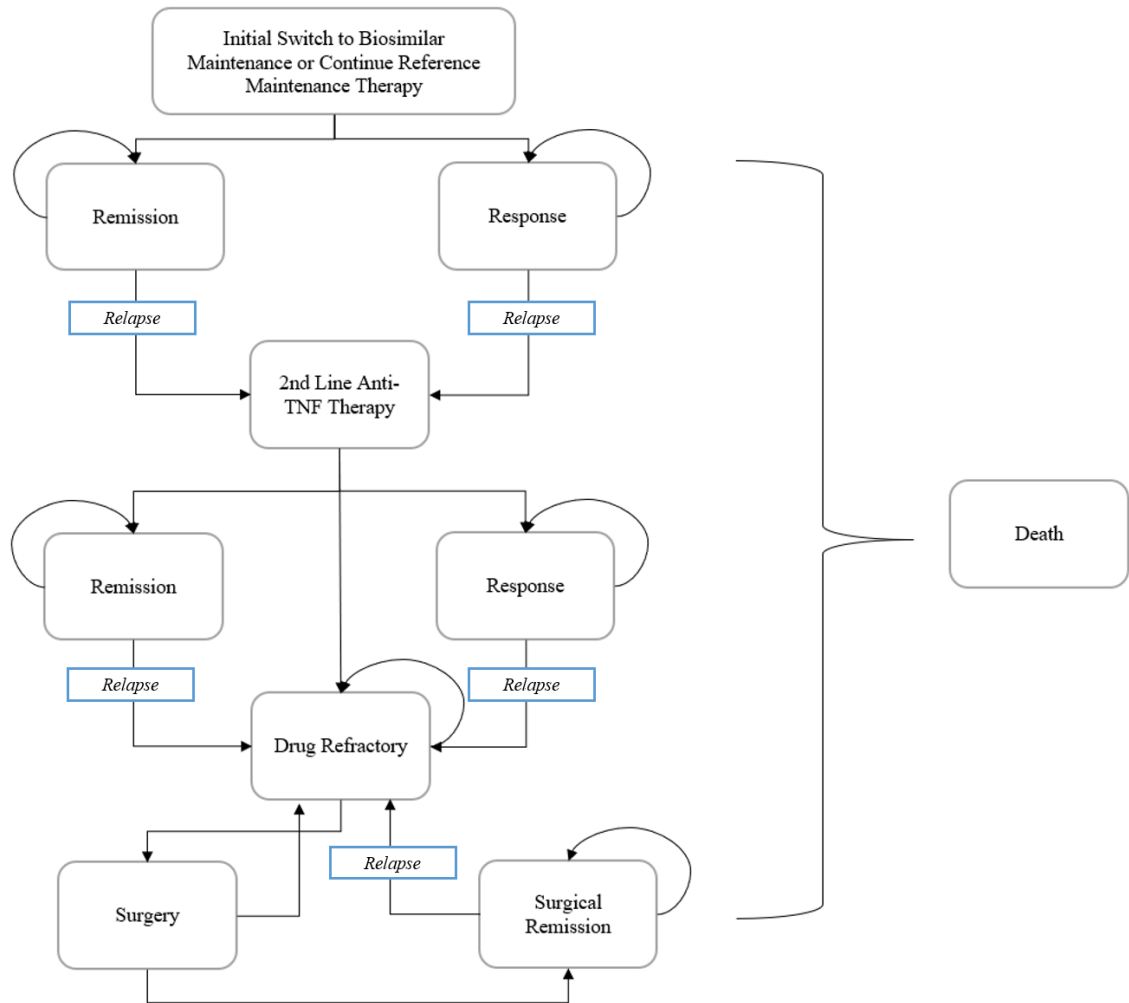 Initial Switch to Biosimilar
Maintenance or Continue Reference
Maintenance Therapy
Remission
Response
Relapse
Relapse
2nd Line Anti-
TNF Therapy
Remission
Response
Death
Relapse
Relapse
Drug Refractory
Relapse
Surgery
Surgical
Remission